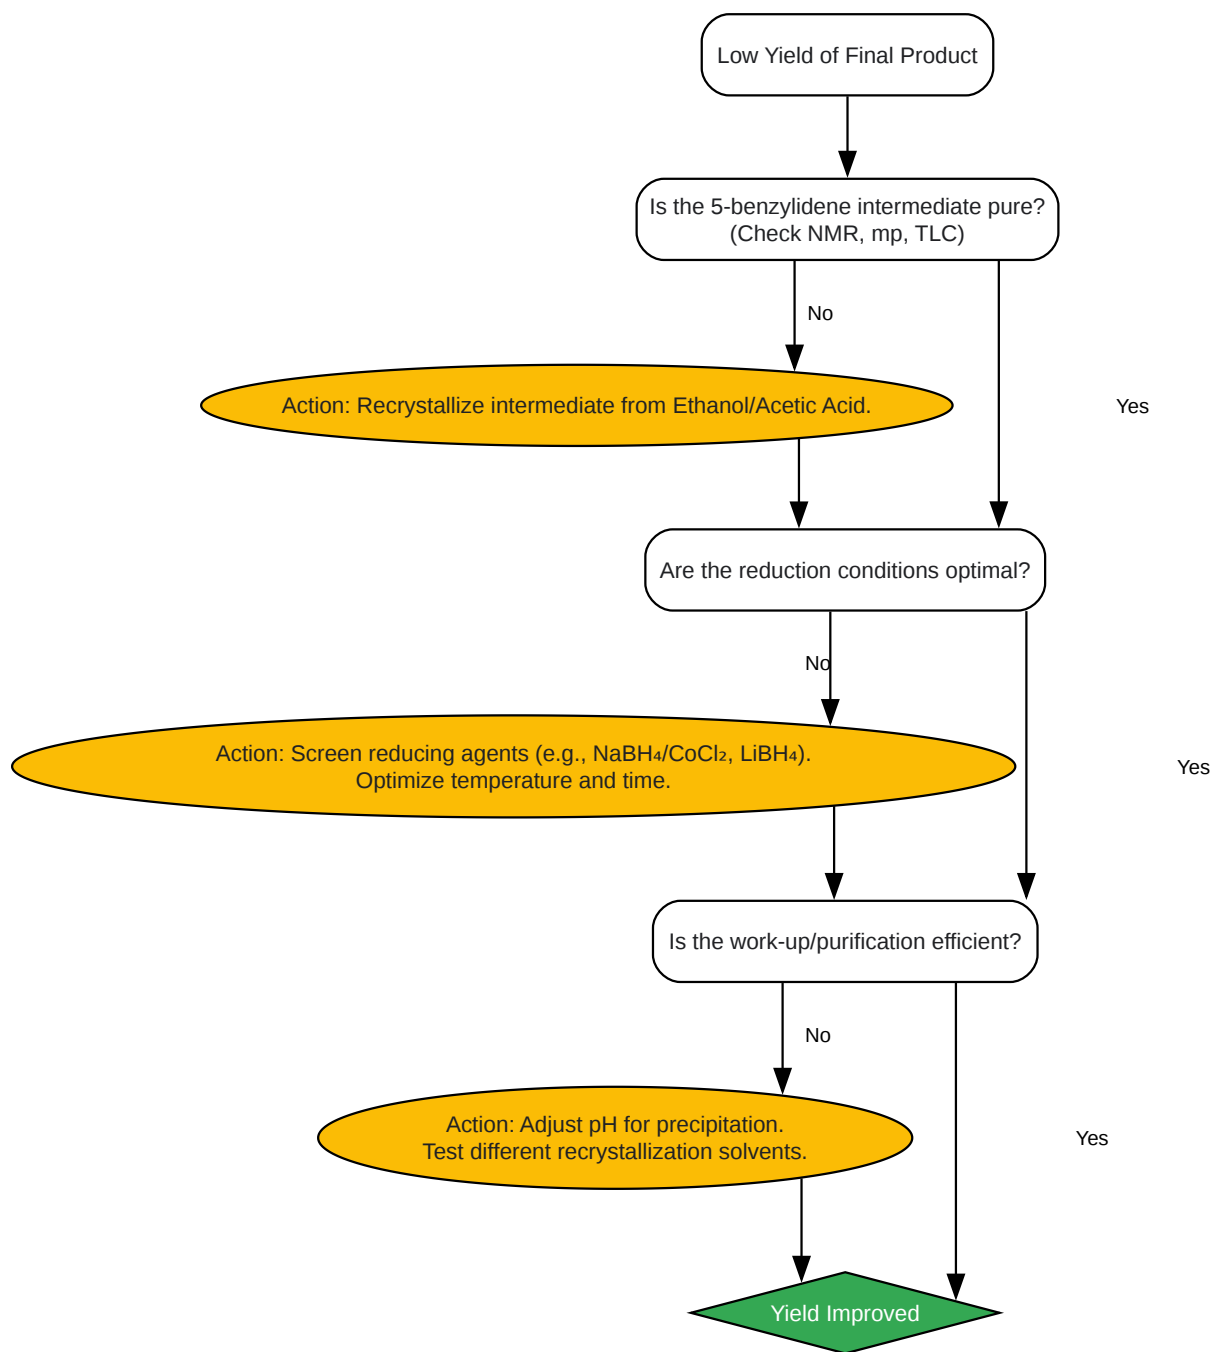 Low Yield of Final Product
Is the 5-benzylidene intermediate pure?
(Check NMR, mp, TLC)
No
Action: Recrystallize intermediate from Ethanol/Acetic Acid.
Yes
Are the reduction conditions optimal?
No
Action: Screen reducing agents (e.g., NaBH₄/CoCl₂, LiBH₄).
Optimize temperature and time.
Yes
Is the work-up/purification efficient?
No
Action: Adjust pH for precipitation.
Test different recrystallization solvents.
Yes
Yield Improved